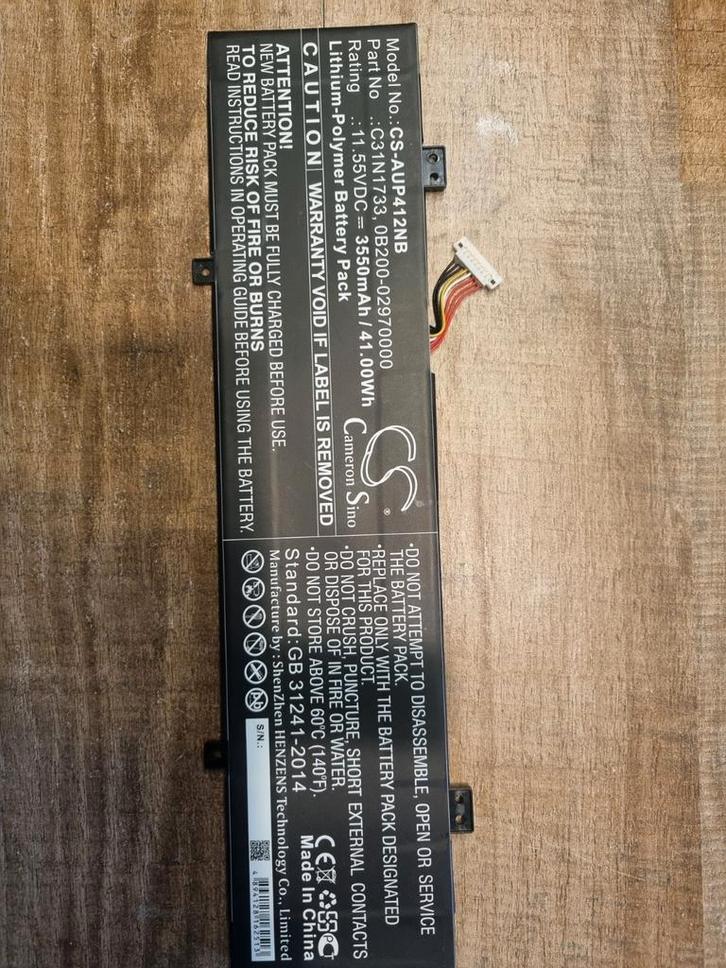 Model No.:CS-AUP412NB
Part No .:C31N1733, 0B200-02970000
Rating .:11.55VDC ⎓ 3550mAh / 41.00Wh
Lithium-Polymer Battery Pack
CAUTION WARRANTY VOID IF LABEL IS REMOVED
ATTENTION!
NEW BATTERY PACK MUST BE FULLY CHARGED BEFORE USE.
TO REDUCE RISK OF FIRE OR BURNS
READ INSTRUCTIONS IN OPERATING GUIDE BEFORE USING THE BATTERY.
CS ®
Cameron Sino
•DO NOT ATTEMPT TO DISASSEMBLE, OPEN OR SERVICE
THE BATTERY PACK.
•REPLACE ONLY WITH THE BATTERY PACK DESIGNATED
FOR THIS PRODUCT.
•DO NOT CRUSH, PUNCTURE, SHORT EXTERNAL CONTACTS
OR DISPOSE OF IN FIRE OR WATER.
•DO NOT STORE ABOVE 60°C (140°F).
Standard: GB 31241-2014
Manufacture by : ShenZhen HENZENS Technology Co., Limited
CE
Made In China
S/N.:
4 894128 162513